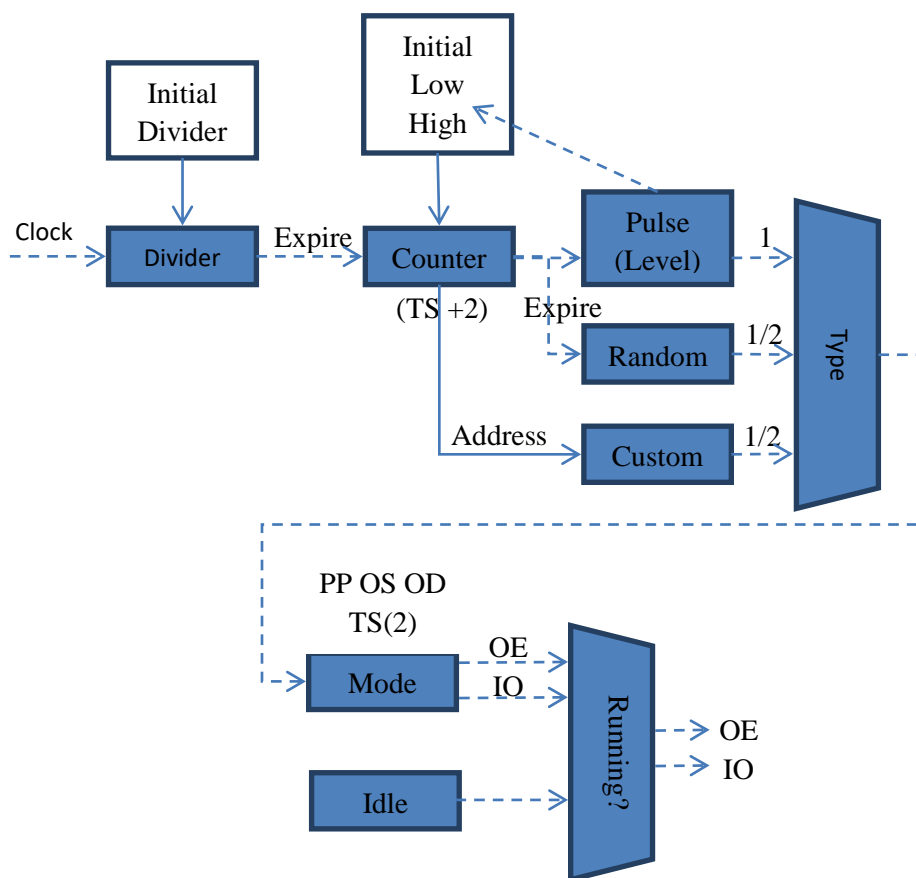 Initial
Divider
Initial
Low
High
Clock
Divider
Expire
Counter
(TS +2)
Pulse
(Level)
1
Expire
Random
1/2
Address
Custom
1/2
Type
PP OS OD
TS(2)
Mode
OE
IO
Idle
Running?
OE
IO